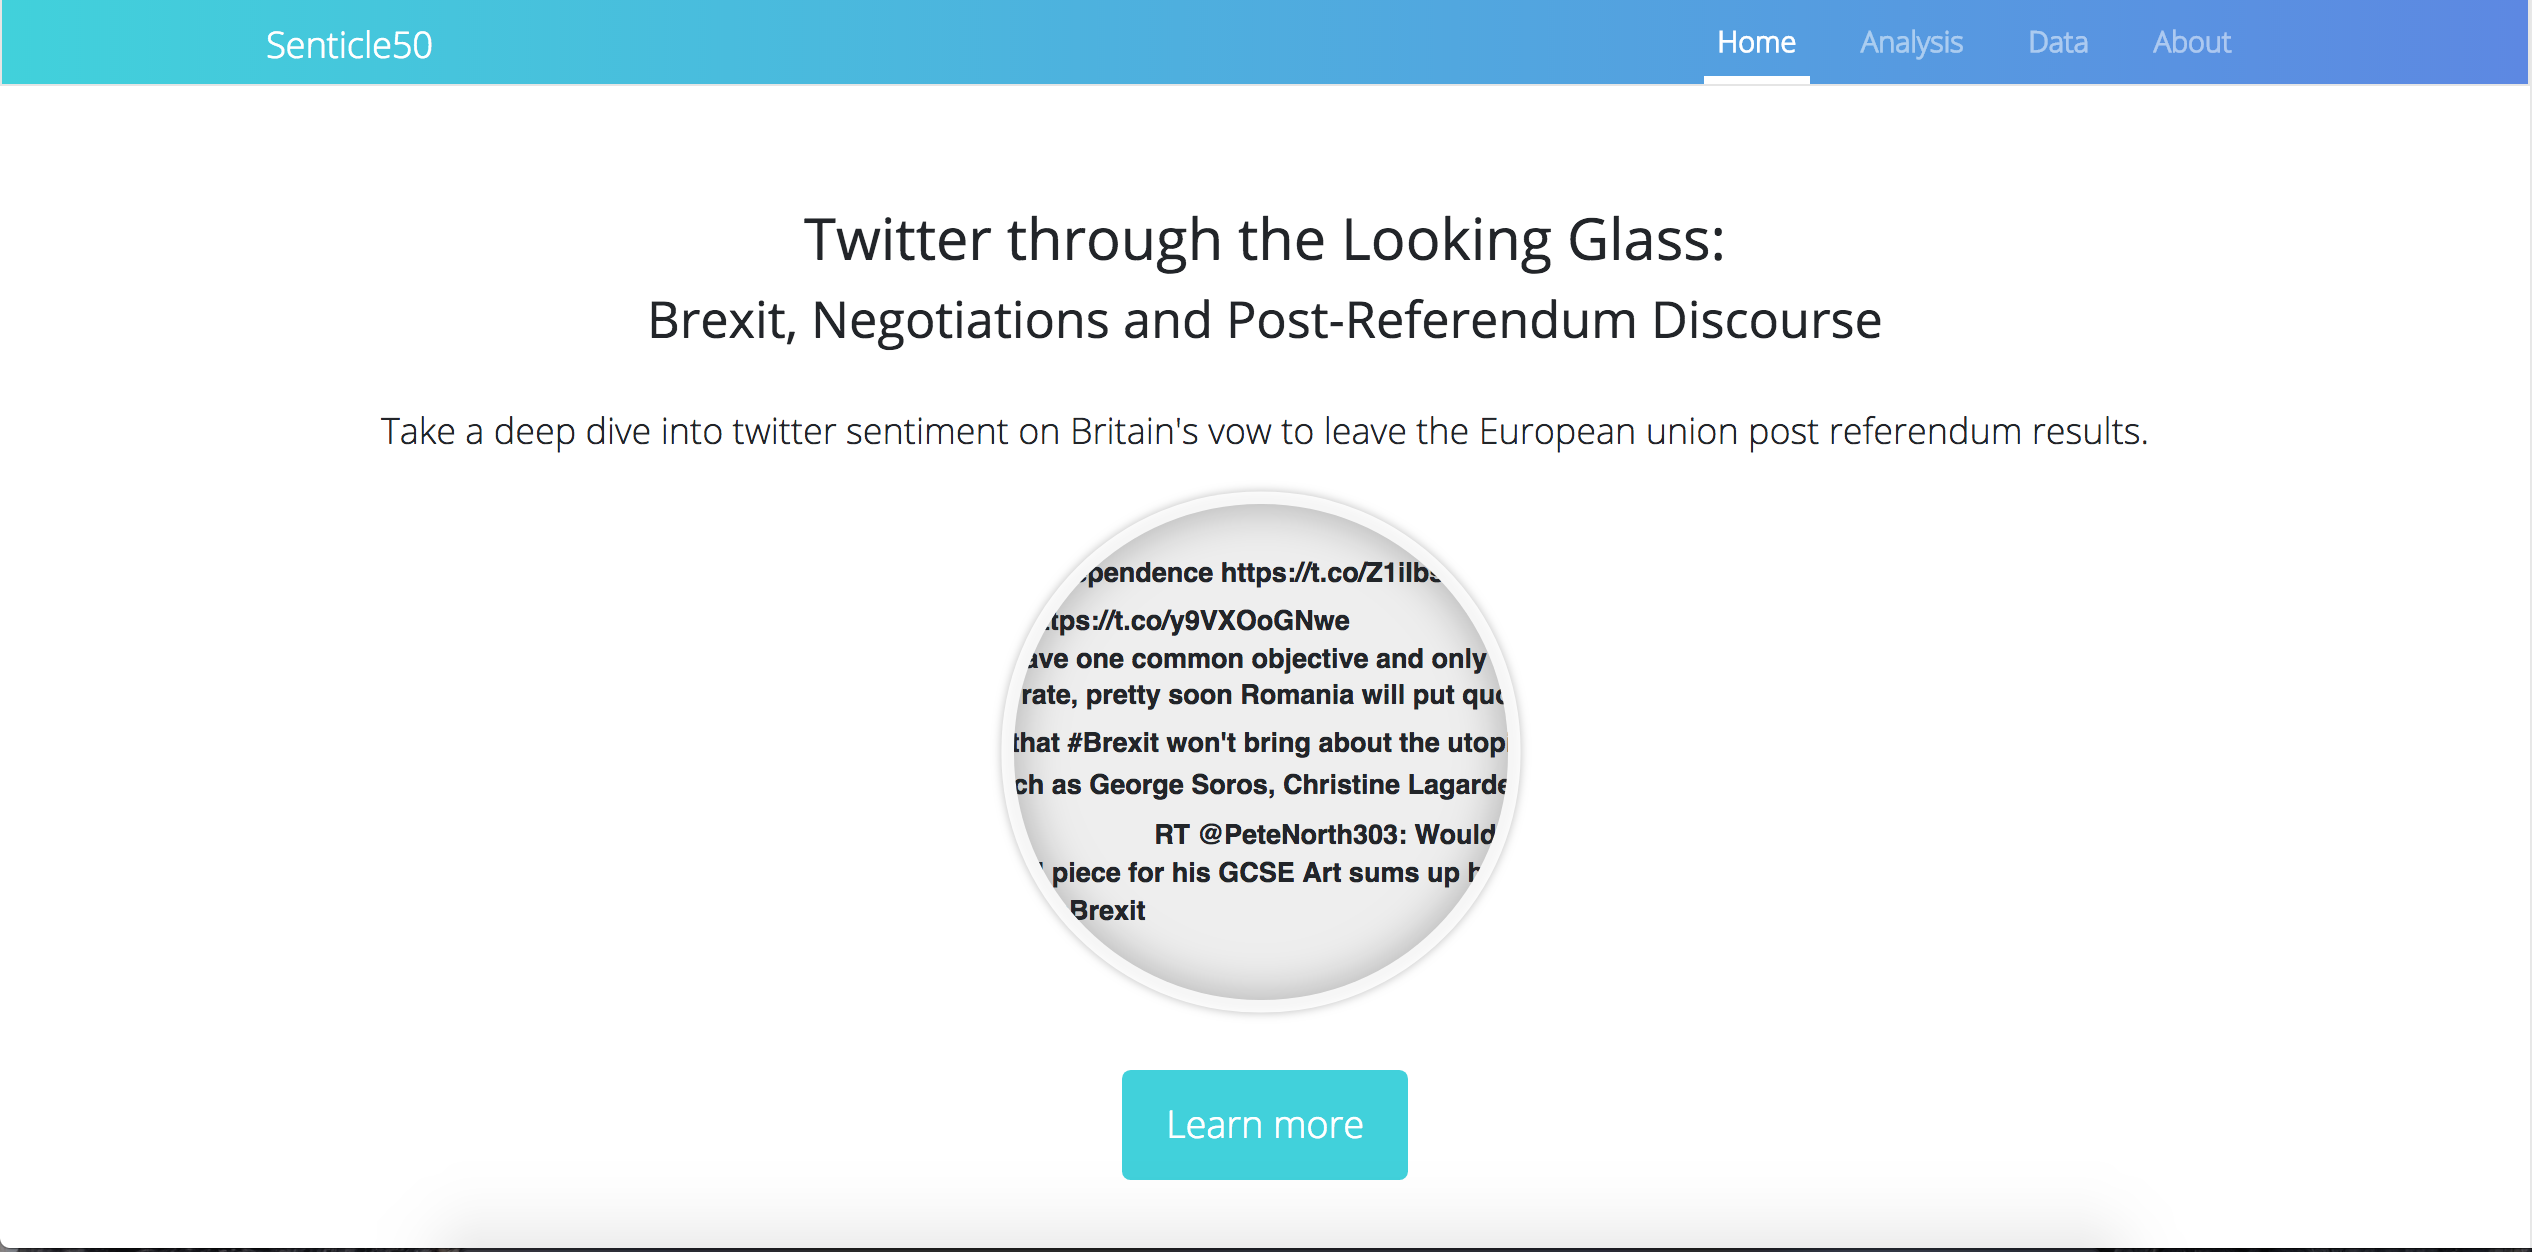 Senticle50
Home Analysis Data About
Twitter through the Looking Glass:
Brexit, Negotiations and Post-Referendum Discourse
Take a deep dive into twitter sentiment on Britain's vow to leave the European union post referendum results.
pendence https://t.co/Z1ilbs
tps://t.co/y9VXOoGNwe
ave one common objective and only
rate, pretty soon Romania will put quo
that #Brexit won't bring about the utopi
ch as George Soros, Christine Lagarde
RT @PeteNorth303: Would
piece for his GCSE Art sums up h
Brexit
Learn more